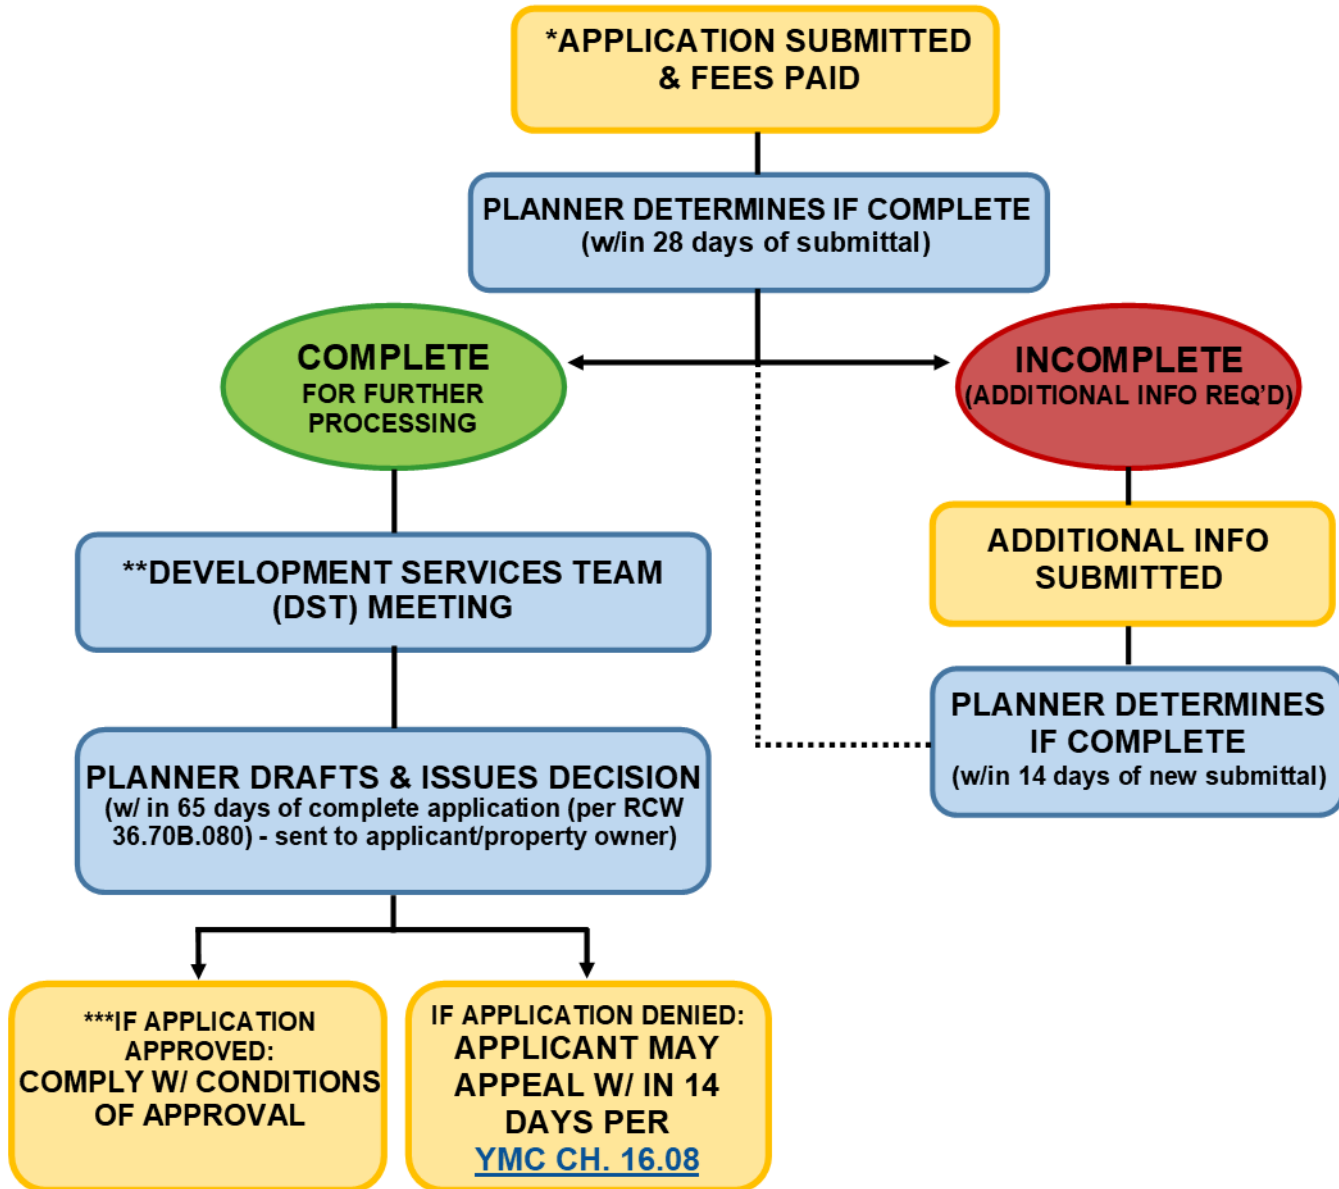 *APPLICATION SUBMITTED
& FEES PAID
PLANNER DETERMINES IF COMPLETE
(w/in 28 days of submittal)
COMPLETE
FOR FURTHER
PROCESSING
INCOMPLETE
(ADDITIONAL INFO REQ'D)
**DEVELOPMENT SERVICES TEAM
(DST) MEETING
ADDITIONAL INFO
SUBMITTED
PLANNER DETERMINES
IF COMPLETE
(w/in 14 days of new submittal)
PLANNER DRAFTS & ISSUES DECISION
(w/ in 65 days of complete application (per RCW
36.70B.080) - sent to applicant/property owner)
***IF APPLICATION
APPROVED:
COMPLY W/ CONDITIONS
OF APPROVAL
IF APPLICATION DENIED:
APPLICANT MAY
APPEAL W/ IN 14
DAYS PER
YMC CH. 16.08